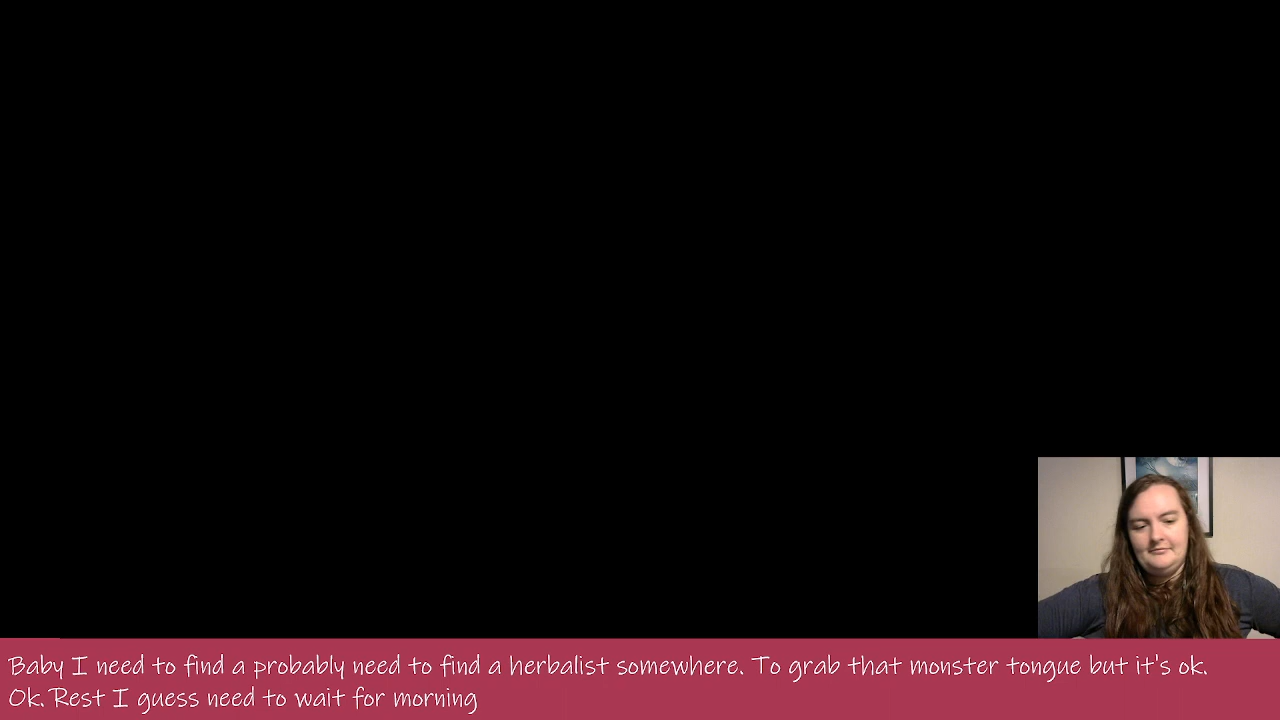 Baby I need to find a probably need to find a herbalist somewhere. To grab that monster tongue but it's ok.
Ok. Rest I guess need to wait for morning